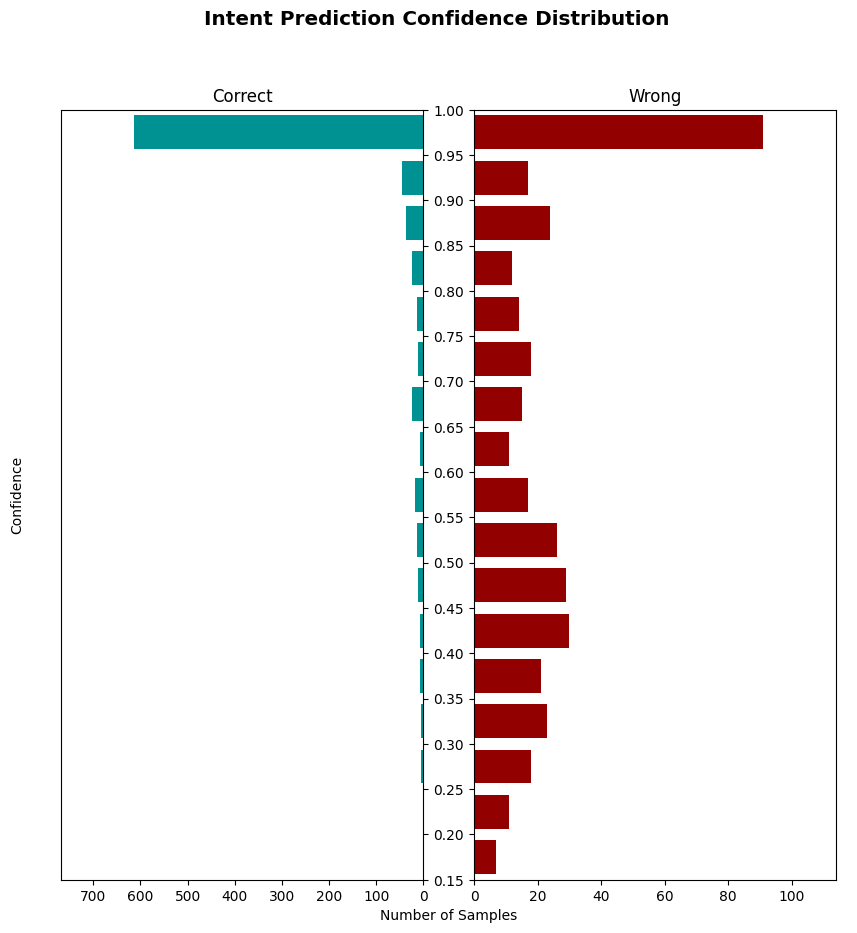 Intent Prediction Confidence Distribution
Correct
Wrong
1.00
0.95
0.90
0.85
0.80
0.75
0.70
0.65
0.60
0.55
0.50
0.45
0.40
0.35
0.30
0.25
0.20
0.15
Confidence
700 600 500 400 300 200 100 0
0 20 40 60 80 100
Number of Samples